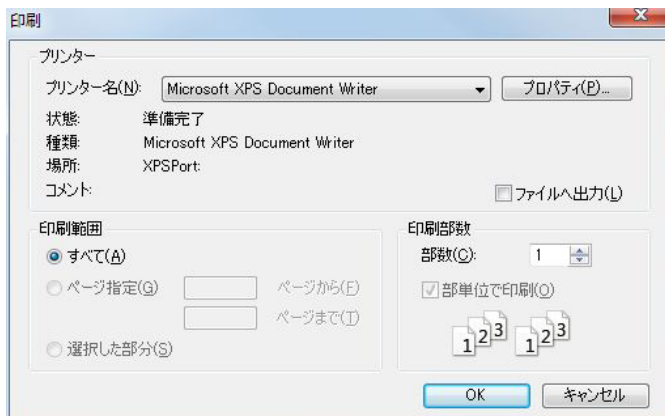 印刷
プリンター
プリンター名(N): Microsoft XPS Document Writer プロパティ(P)...
状態: 準備完了
種類: Microsoft XPS Document Writer
場所: XPSPort:
コメント: ファイルへ出力(L)
印刷範囲 印刷部数
すべて(A) 部数(C): 1
ページ指定(G) ページから(F) 部単位で印刷(O)
ページまで(T)
選択した部分(S) 1 2 3 1 2 3
OK キャンセル